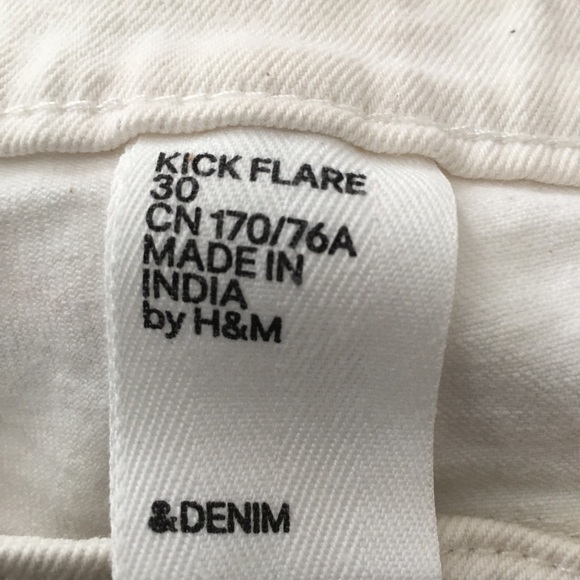 KICK FLARE
30
CN 170/76A
MADE IN
INDIA
by H&M
&DENIM